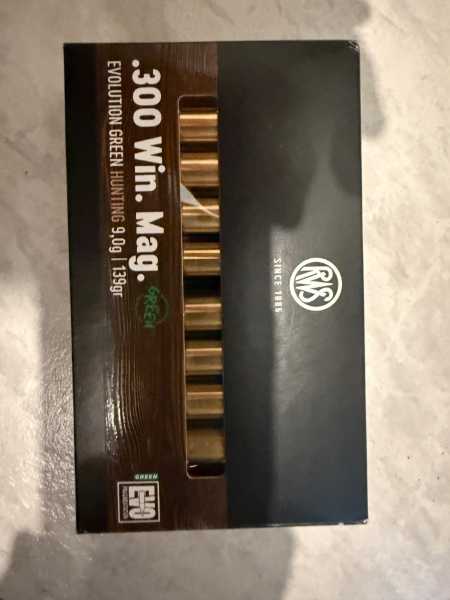 RWS
SINCE 1886
.300 Win. Mag.
EVOLUTION GREEN HUNTING 9,0g | 139gr
GREEN
GREEN
EVO